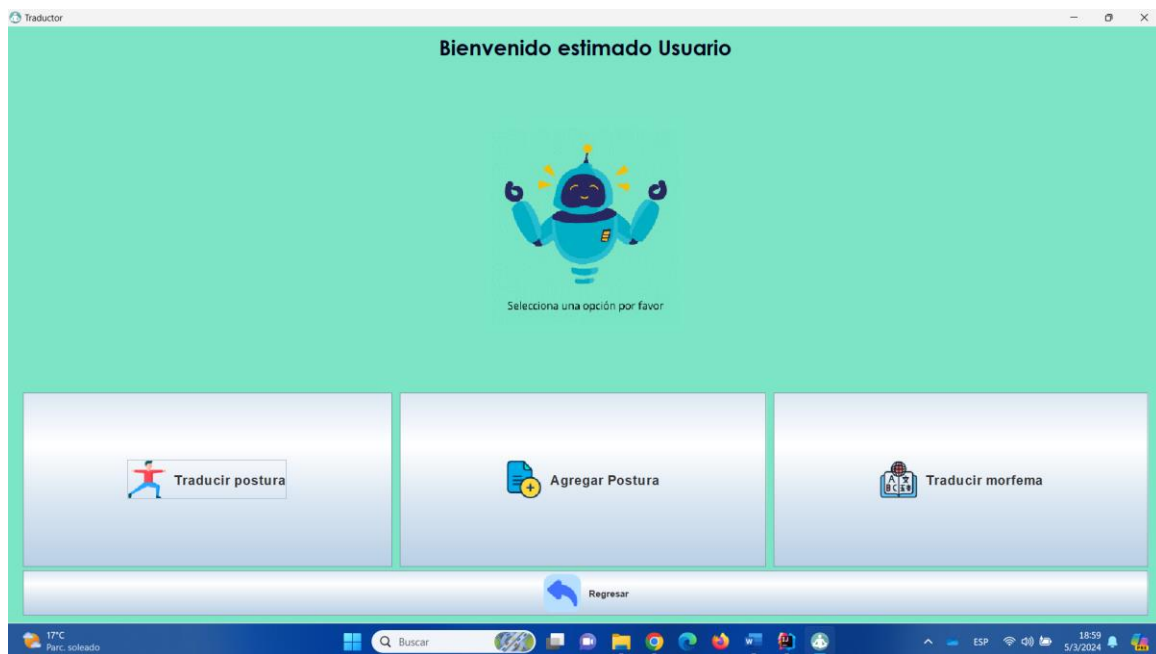 Traductor
Bienvenido estimado Usuario
Selecciona una opción por favor
Traducir postura
Agregar Postura
Traducir morfema
Regresar
17°C
Parc. soleado
Buscar
ESP
18:59
5/3/2024